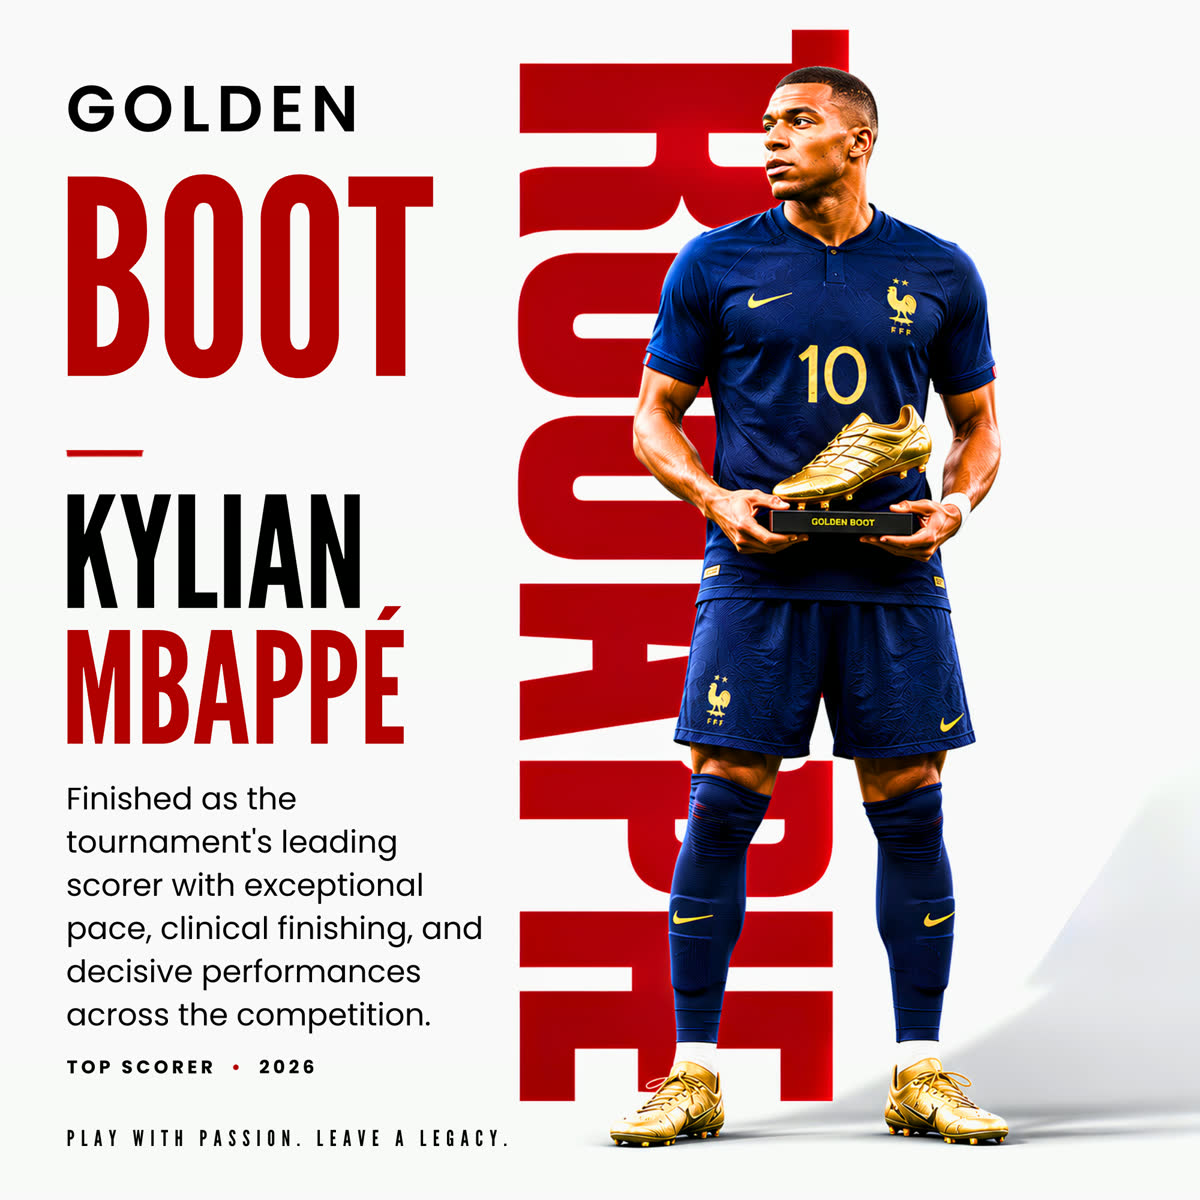 GOLDEN
BOOT
KYLIAN
MBAPPÉ
Finished as the
tournament's leading
scorer with exceptional
pace, clinical finishing, and
decisive performances
across the competition.
TOP SCORER • 2026
PLAY WITH PASSION. LEAVE A LEGACY.
FFF
10
GOLDEN BOOT
FFF